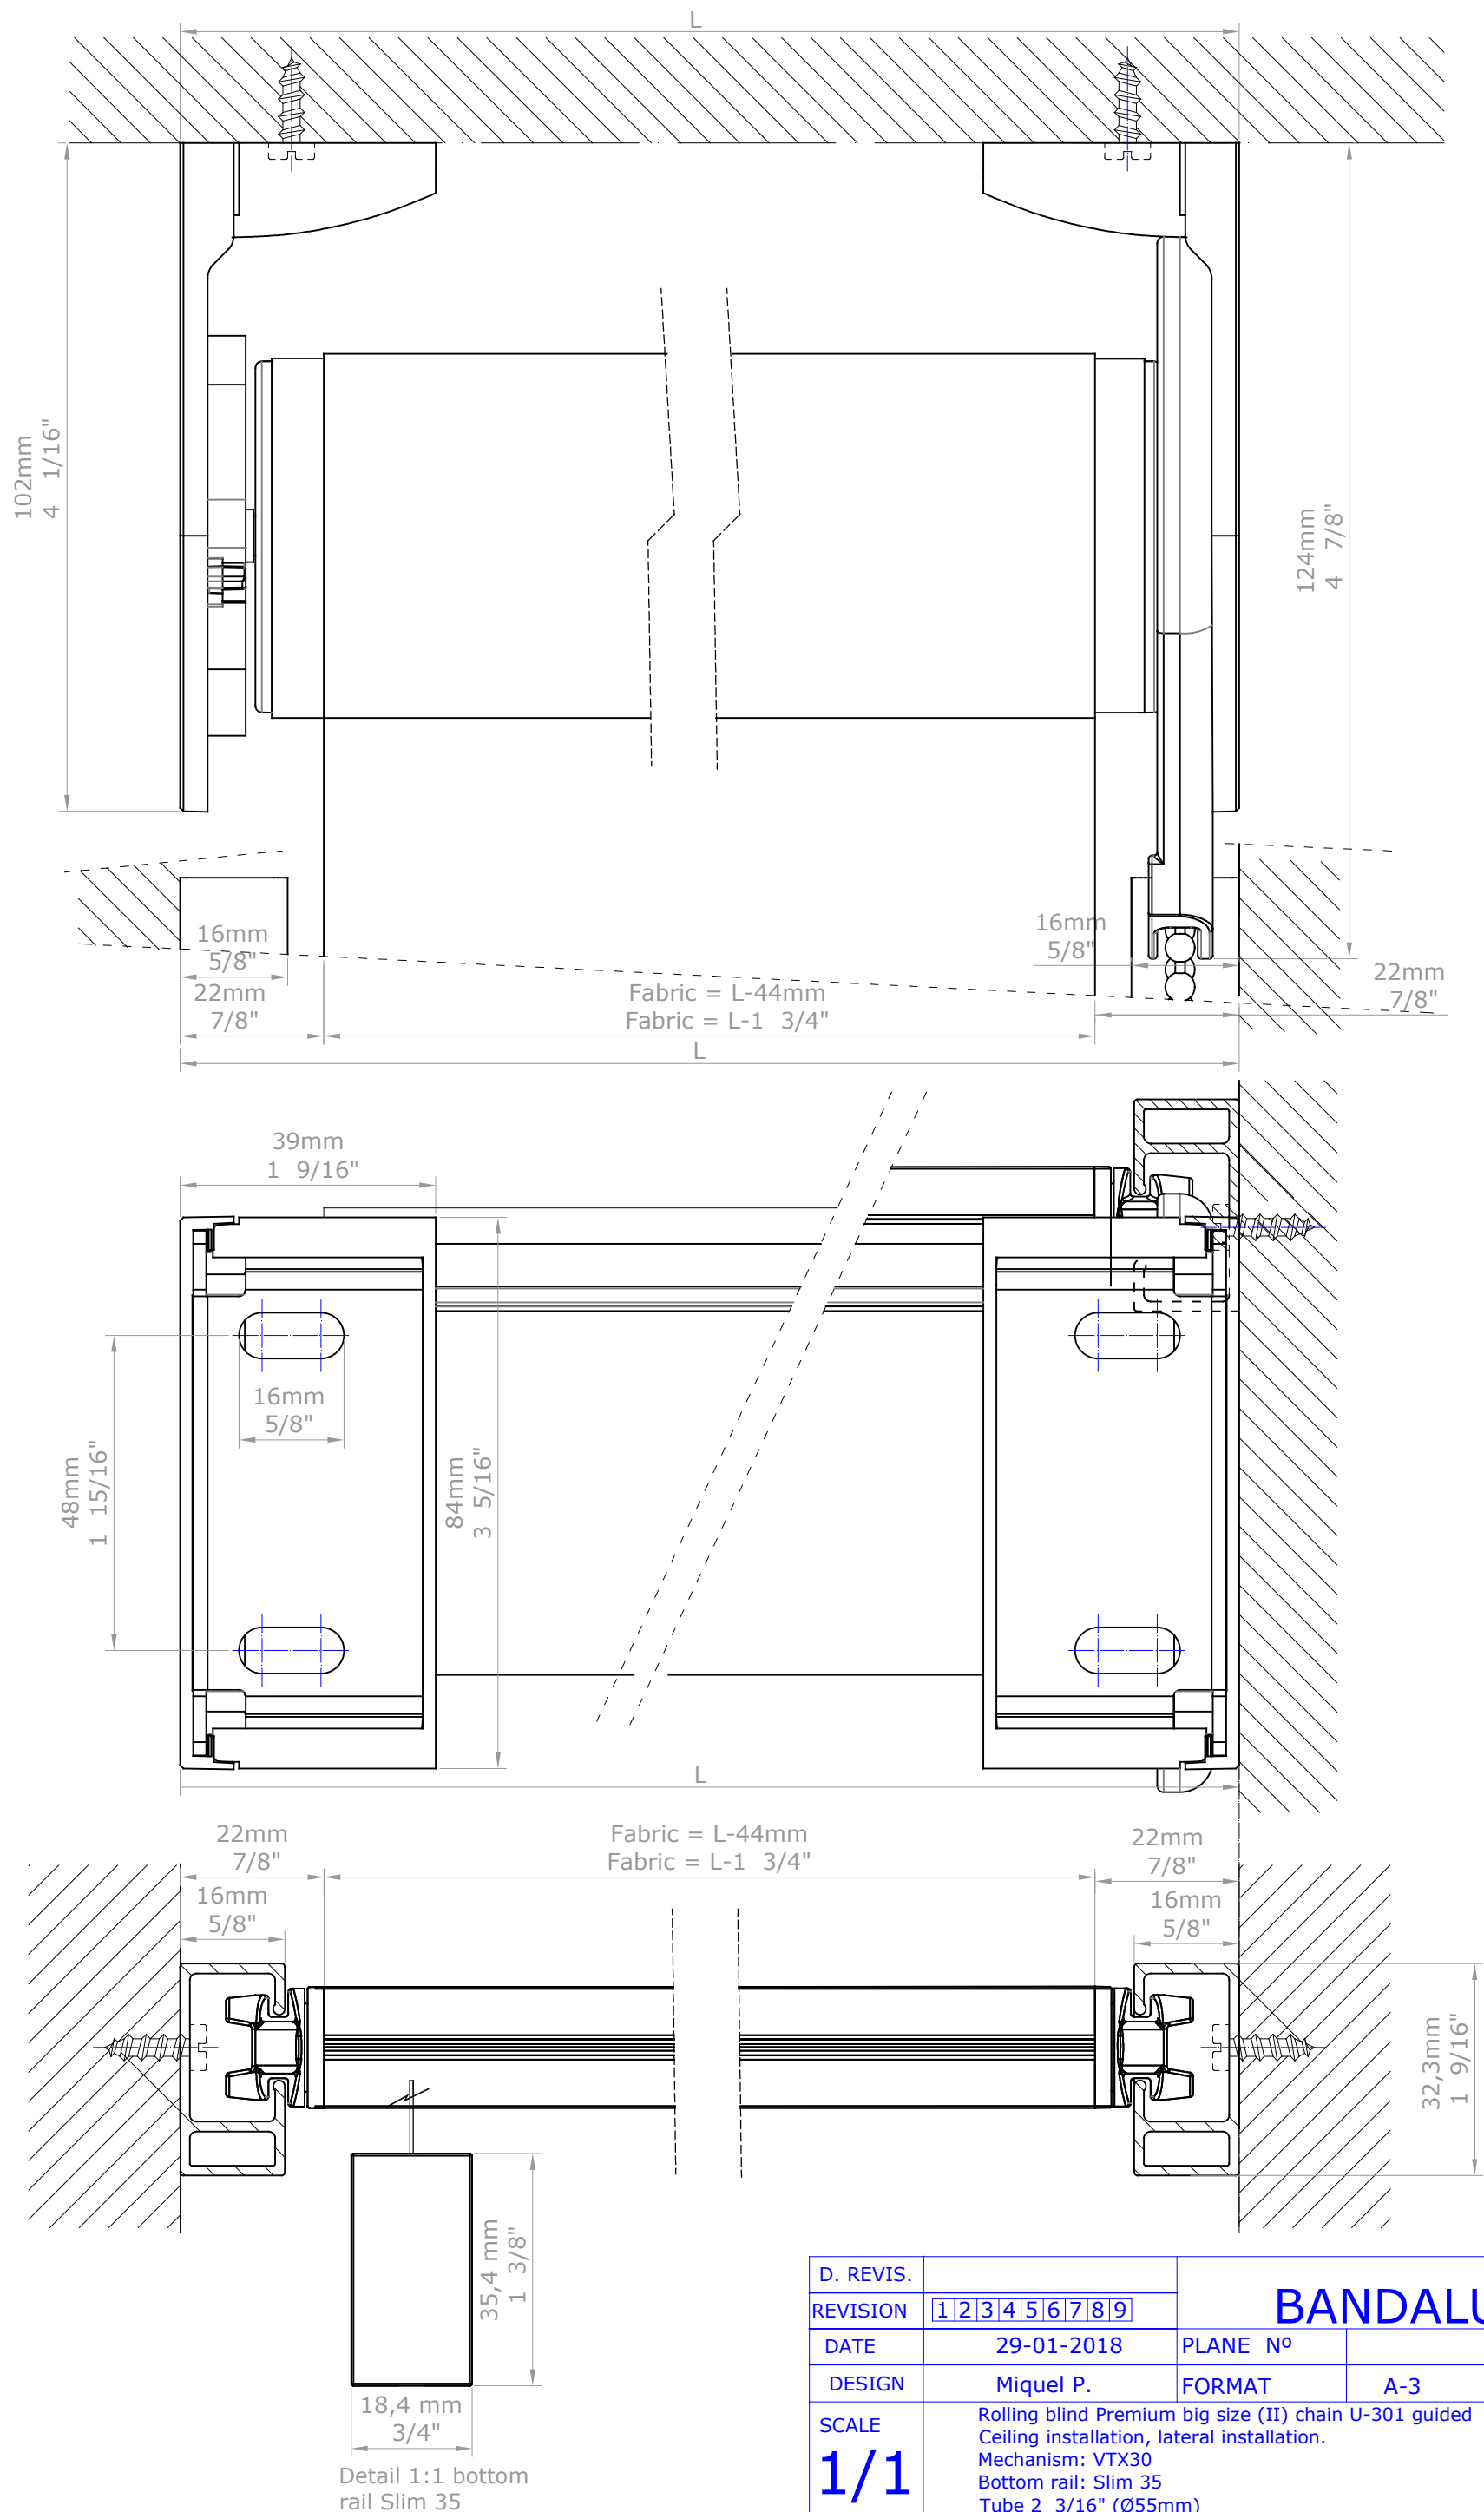 L
102mm
4 1/16"
124mm
4 7/8"
16mm
5/8"
22mm
7/8"
Fabric = L-44mm
Fabric = L-1 3/4"
16mm
5/8"
22mm
7/8"
L
39mm
1 9/16"
16mm
5/8"
48mm
1 15/16"
84mm
3 5/16"
L
22mm
7/8"
Fabric = L-44mm
Fabric = L-1 3/4"
22mm
7/8"
16mm
5/8"
16mm
5/8"
32,3mm
1 9/16"
35,4 mm
1 3/8"
18,4 mm
3/4"
Detail 1:1 bottom
rail Slim 35
D. REVIS.
REVISION 1 2 3 4 5 6 7 8 9
BANDALU
DATE 29-01-2018 PLANE Nº
DESIGN Miquel P. FORMAT A-3
SCALE
1/1
Rolling blind Premium big size (II) chain U-301 guided
Ceiling installation, lateral installation.
Mechanism: VTX30
Bottom rail: Slim 35
Tube 2 3/16" (Ø55mm)